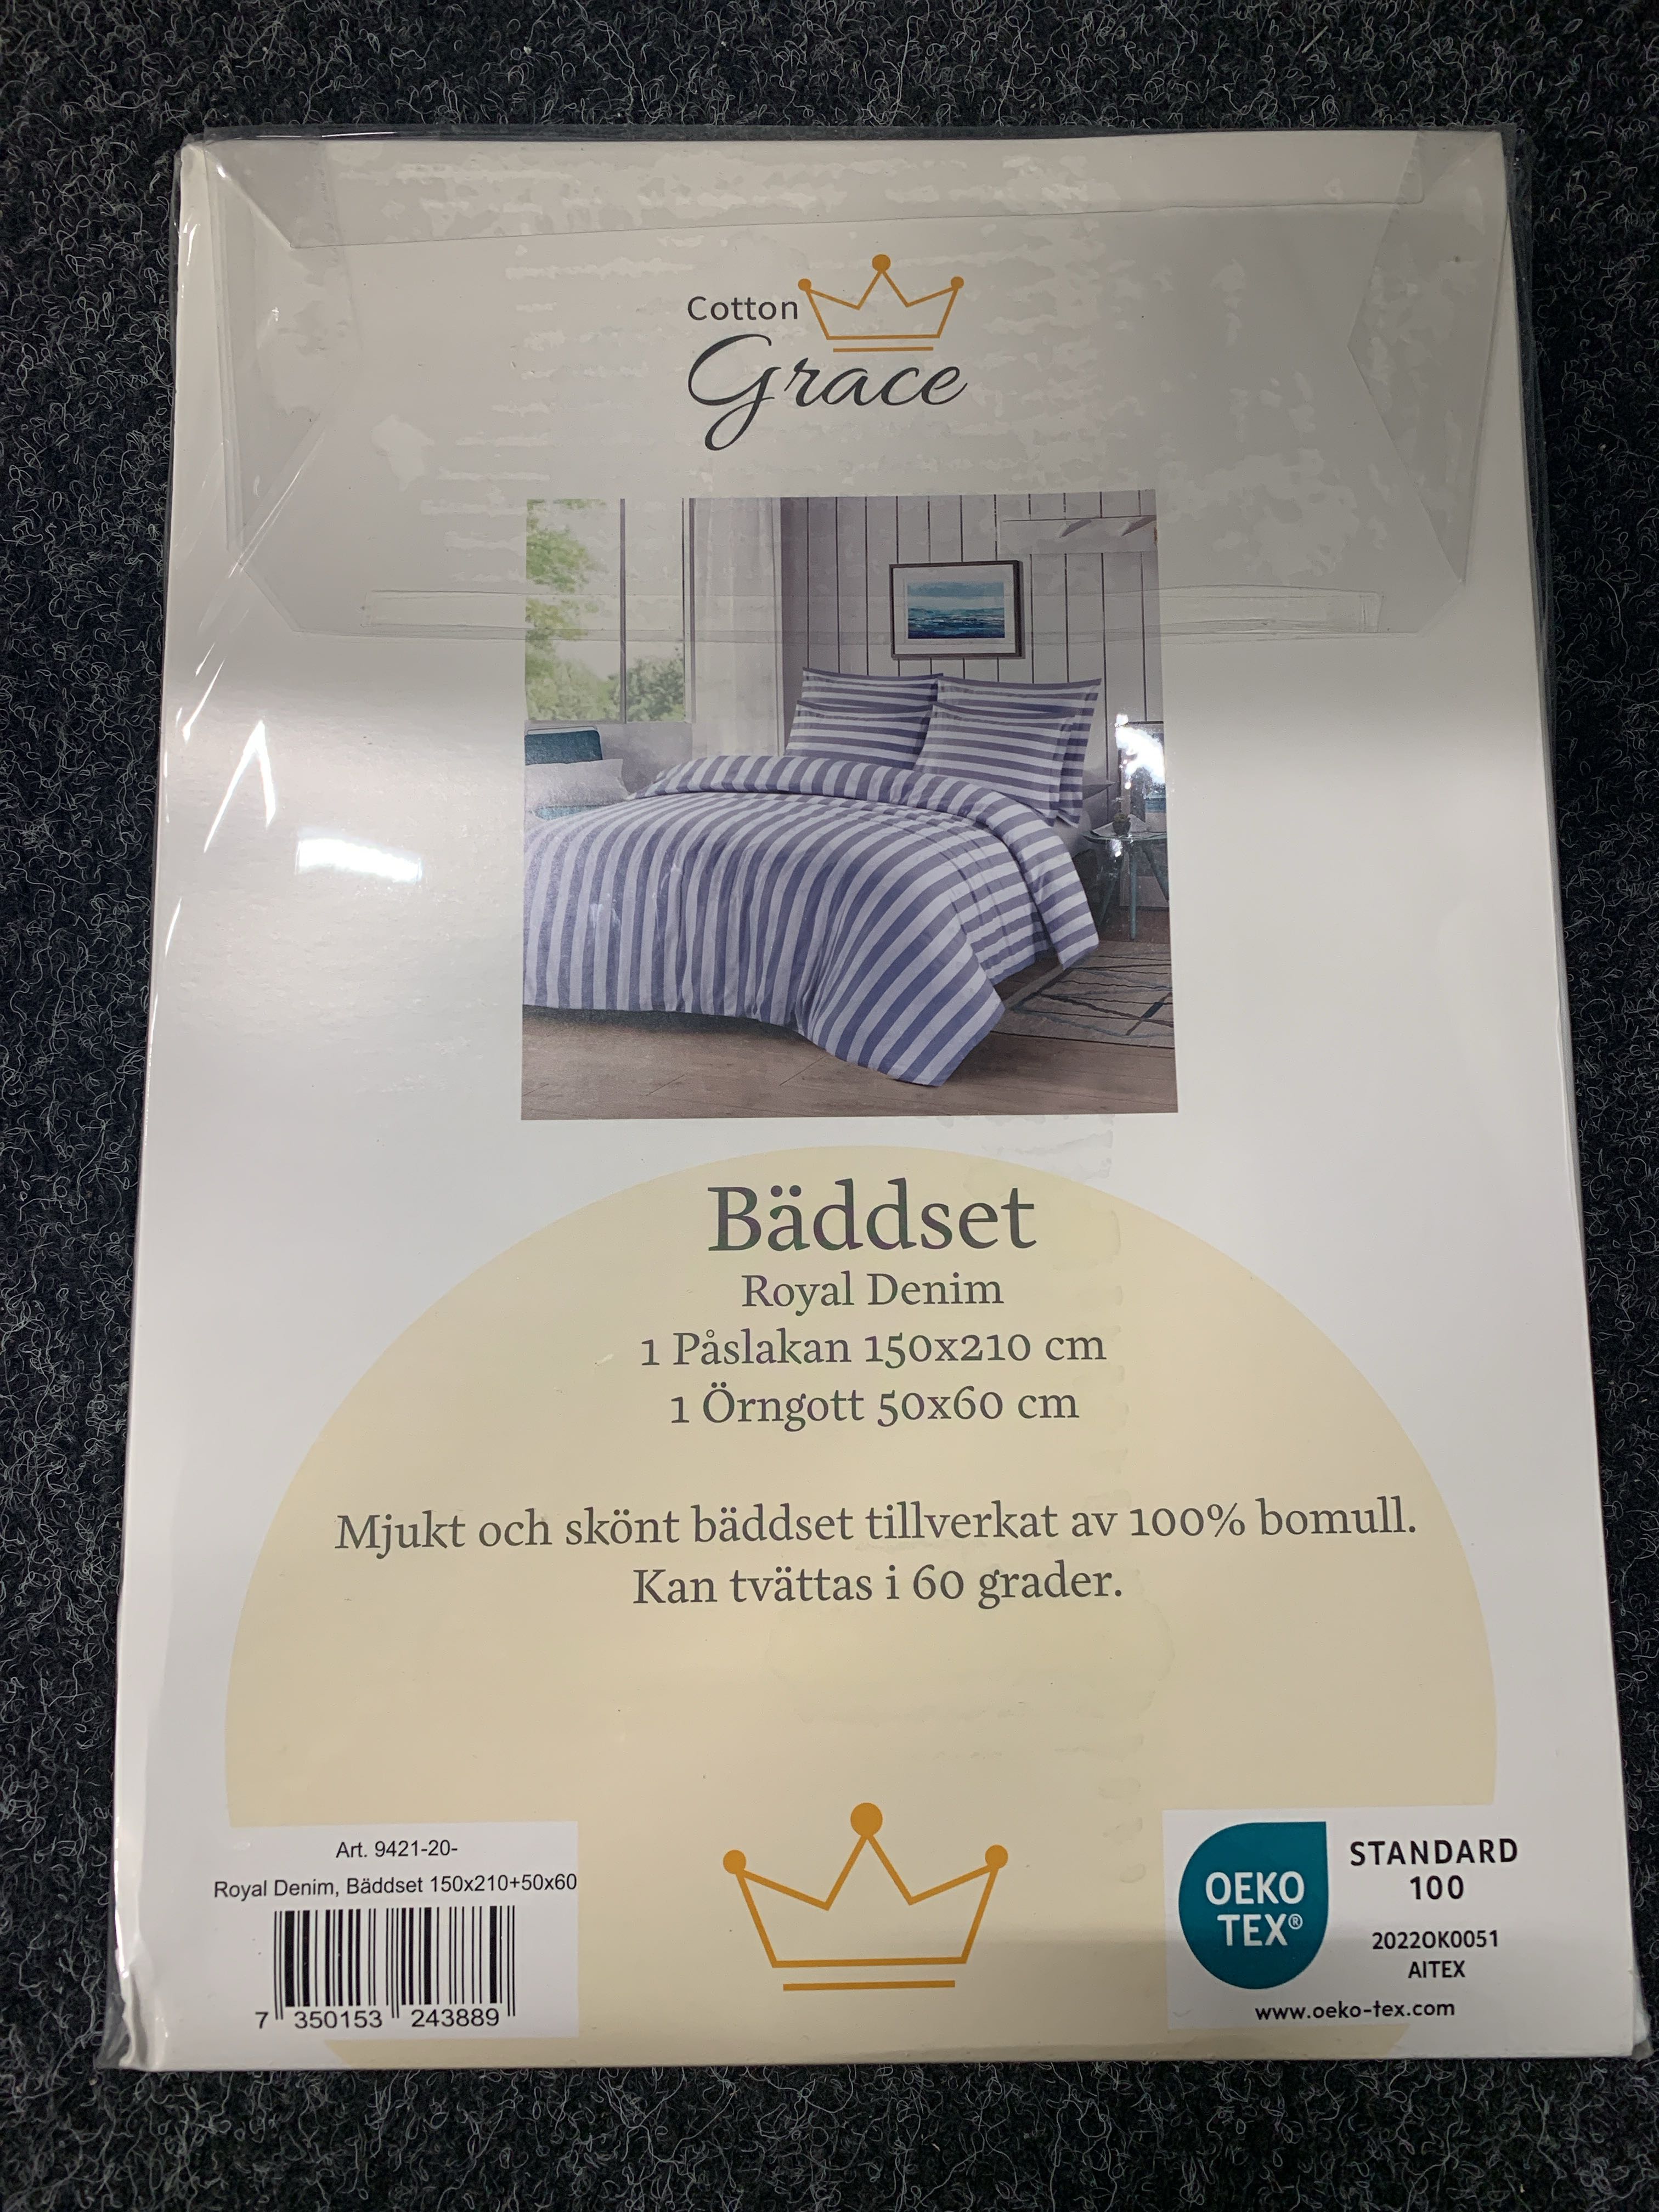 Cotton
Grace
Bäddset
Royal Denim
1 Påslakan 150x210 cm
1 Örngott 50x60 cm
Mjukt och skönt bäddset tillverkat av 100% bomull.
Kan tvättas i 60 grader.
Art. 9421-20-
Royal Denim, Bäddset 150x210+50x60
7 350153 243889
OEKO
TEX®
STANDARD
100
2022OK0051
AITEX
www.oeko-tex.com